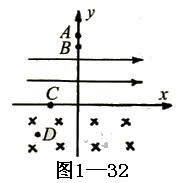 y
A
B
C
x
× × × ×
D
× × × ×
图1—32